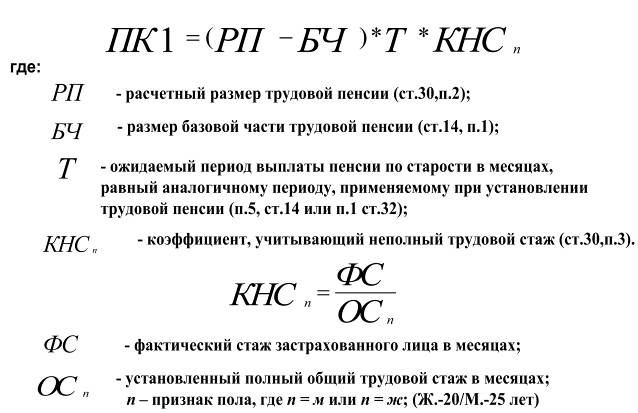 ПК1 = (РП − БЧ )*Т *КНС п
где:
РП - расчетный размер трудовой пенсии (ст.30,п.2);
БЧ - размер базовой части трудовой пенсии (ст.14, п.1);
Т - ожидаемый период выплаты пенсии по старости в месяцах,
равный аналогичному периоду, применяемому при установлении
трудовой пенсии (п.5, ст.14 или п.1 ст.32);
КНС п - коэффициент, учитывающий неполный трудовой стаж (ст.30,п.3).
КНС п = ФС / ОС п
ФС - фактический стаж застрахованного лица в месяцах;
ОС п - установленный полный общий трудовой стаж в месяцах;
п – признак пола, где п = м или п = ж; (Ж.-20/М.-25 лет)